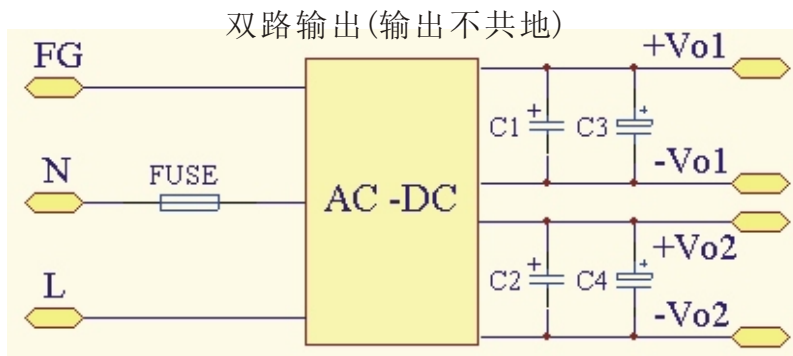 双路输出(输出不共地)
FG
+Vo1
C1
+
C3
+
N
FUSE
AC -DC
-Vo1
+Vo2
L
C2
+
C4
+
-Vo2